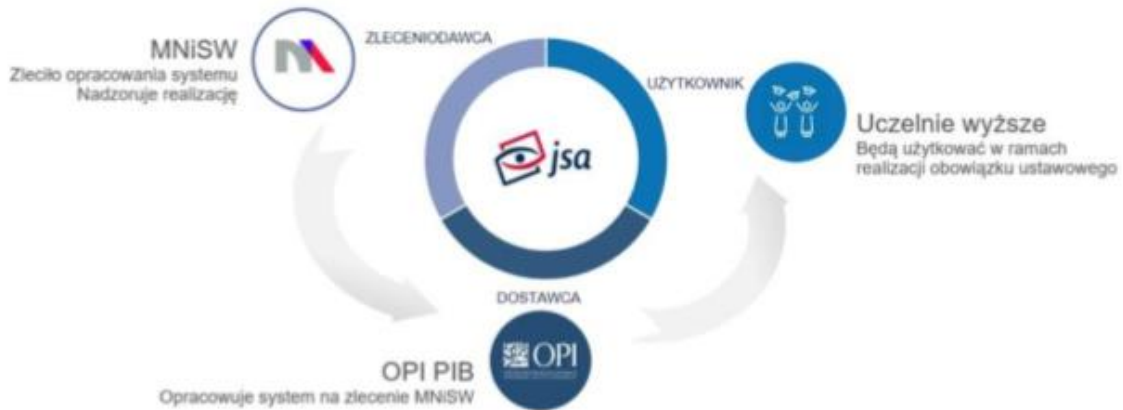 MNiSW
Zleciło opracowania systemu
Nadzoruje realizację
ZLECENIODAWCA
UŻYTKOWNIK
Uczelnie wyższe
Będą użytkować w ramach
realizacji obowiązku ustawowego
jsa
DOSTAWCA
OPI
OPI PIB
Opracowuje system na zlecenie MNiSW